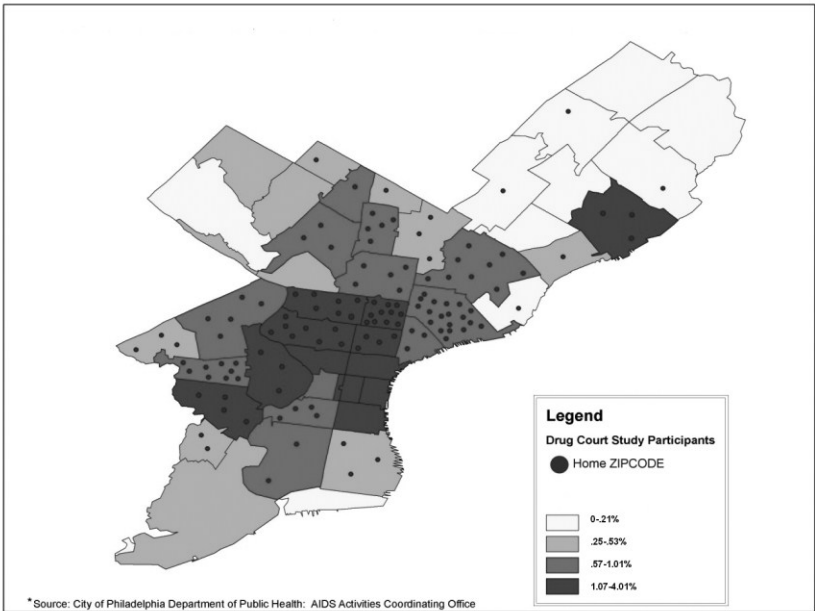 Legend
Drug Court Study Participants
Home ZIPCODE
0-.21%
.25-.53%
.57-1.01%
1.07-4.01%
*Source: City of Philadelphia Department of Public Health: AIDS Activities Coordinating Office